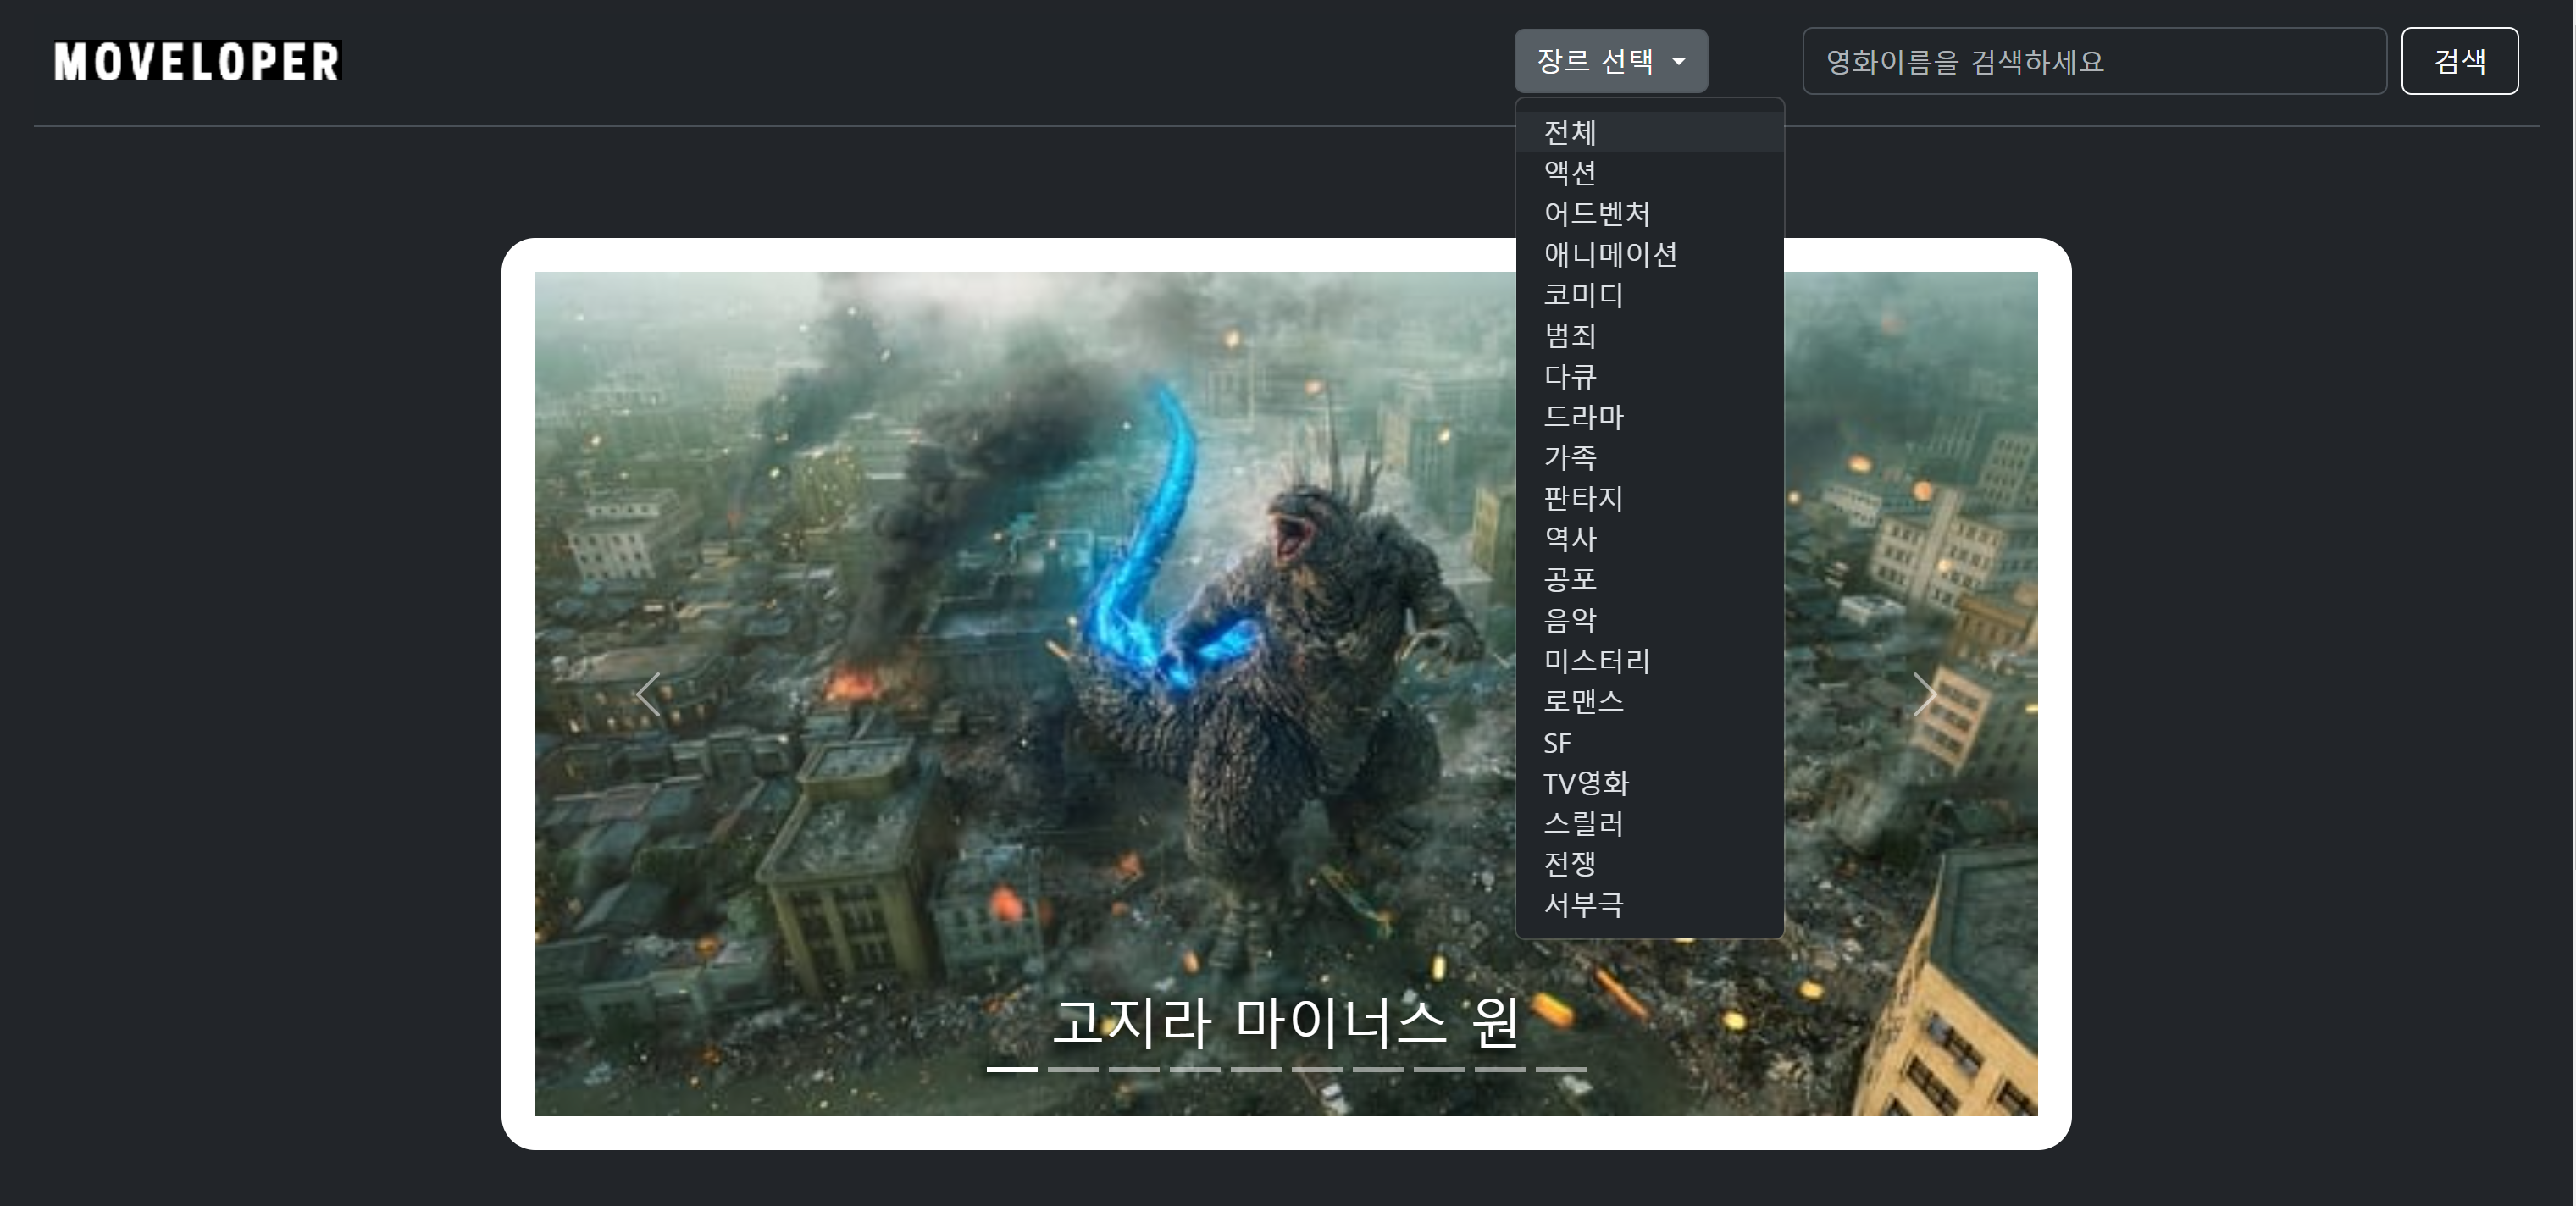 MOVELOPER
장르 선택
영화이름을 검색하세요
검색
전체
액션
어드벤처
애니메이션
코미디
범죄
다큐
드라마
가족
판타지
역사
공포
음악
미스터리
로맨스
SF
TV영화
스릴러
전쟁
서부극
고지라 마이너스 원